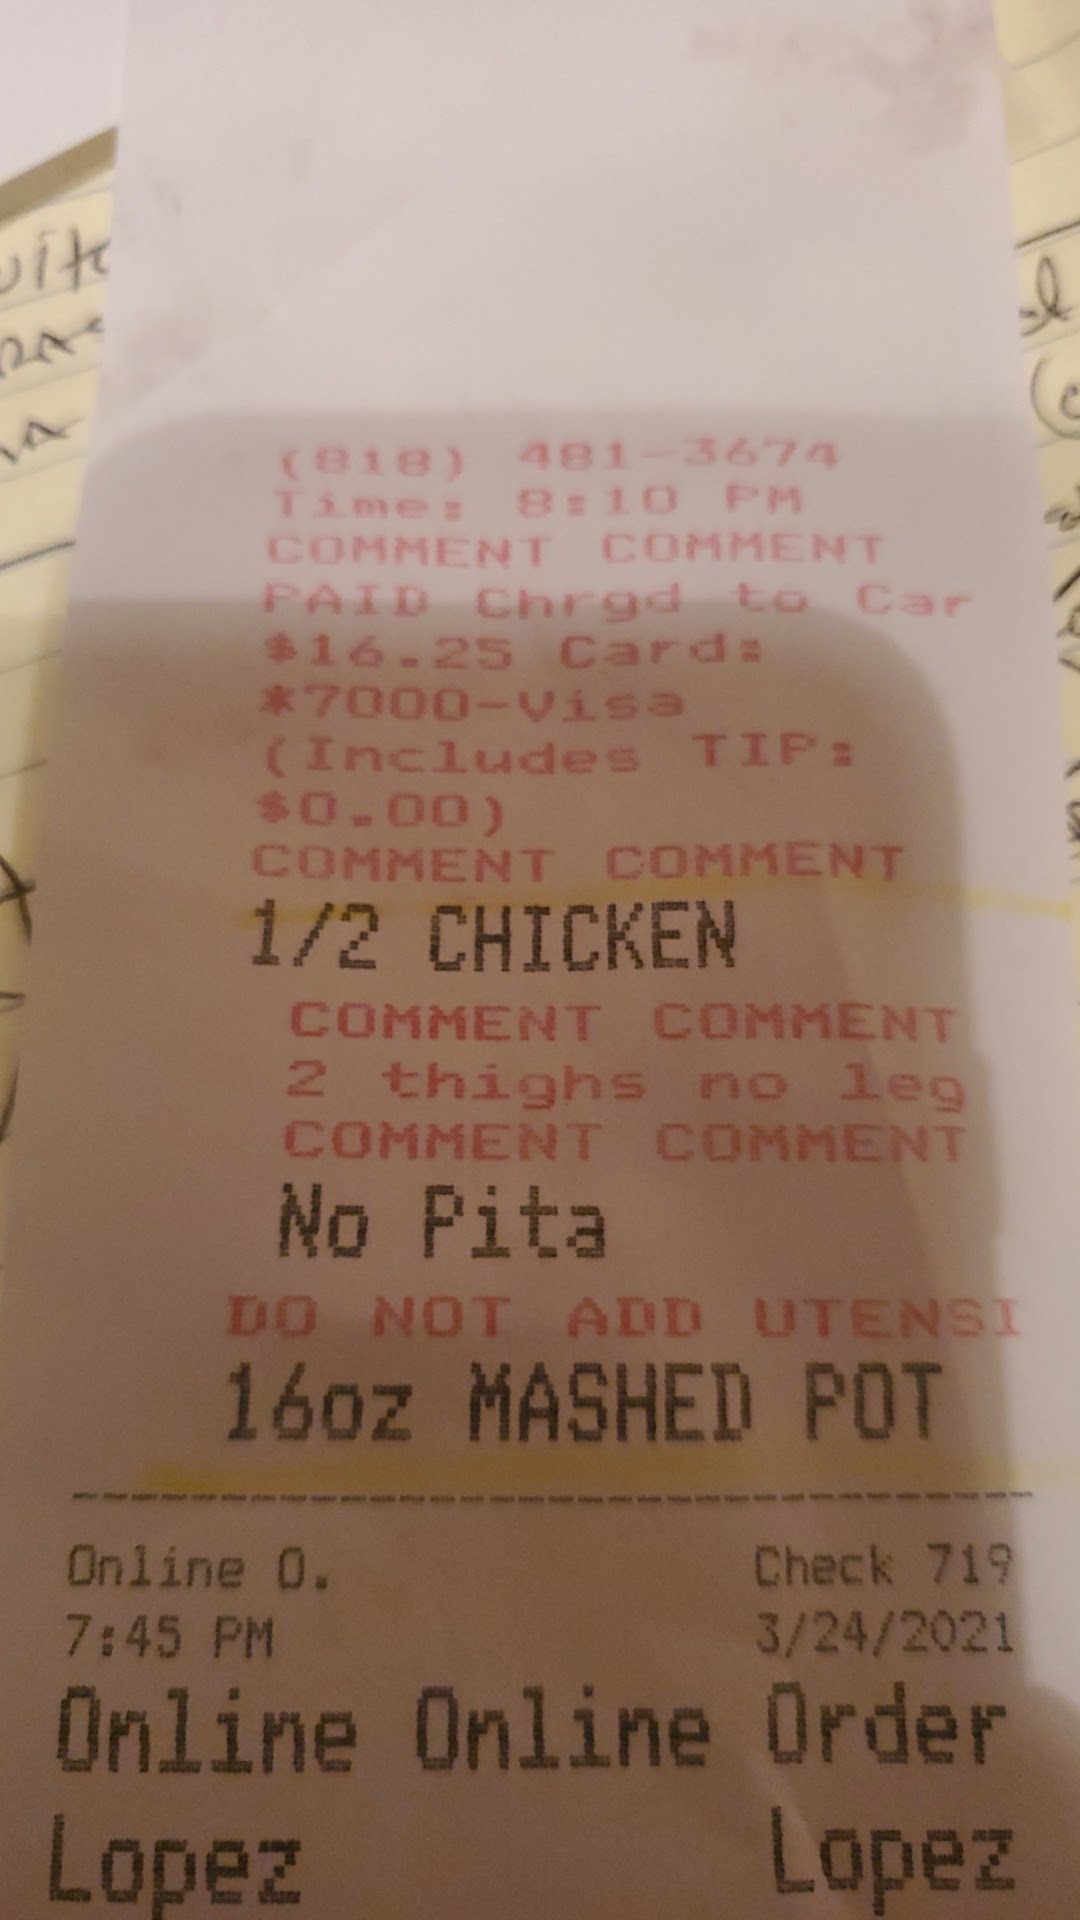 (818) 481-3674
Time: 8:10 PM
COMMENT COMMENT
PAID Chrgd to Car
$16.25 Card:
*7000-Visa
(Includes TIP:
$0.00)
COMMENT COMMENT
1/2 CHICKEN
COMMENT COMMENT
2 thighs no leg
COMMENT COMMENT
No Pita
DO NOT ADD UTENSI
16oz MASHED POT
Online O. Check 719
7:45 PM 3/24/2021
Online Online Order
Lopez Lopez